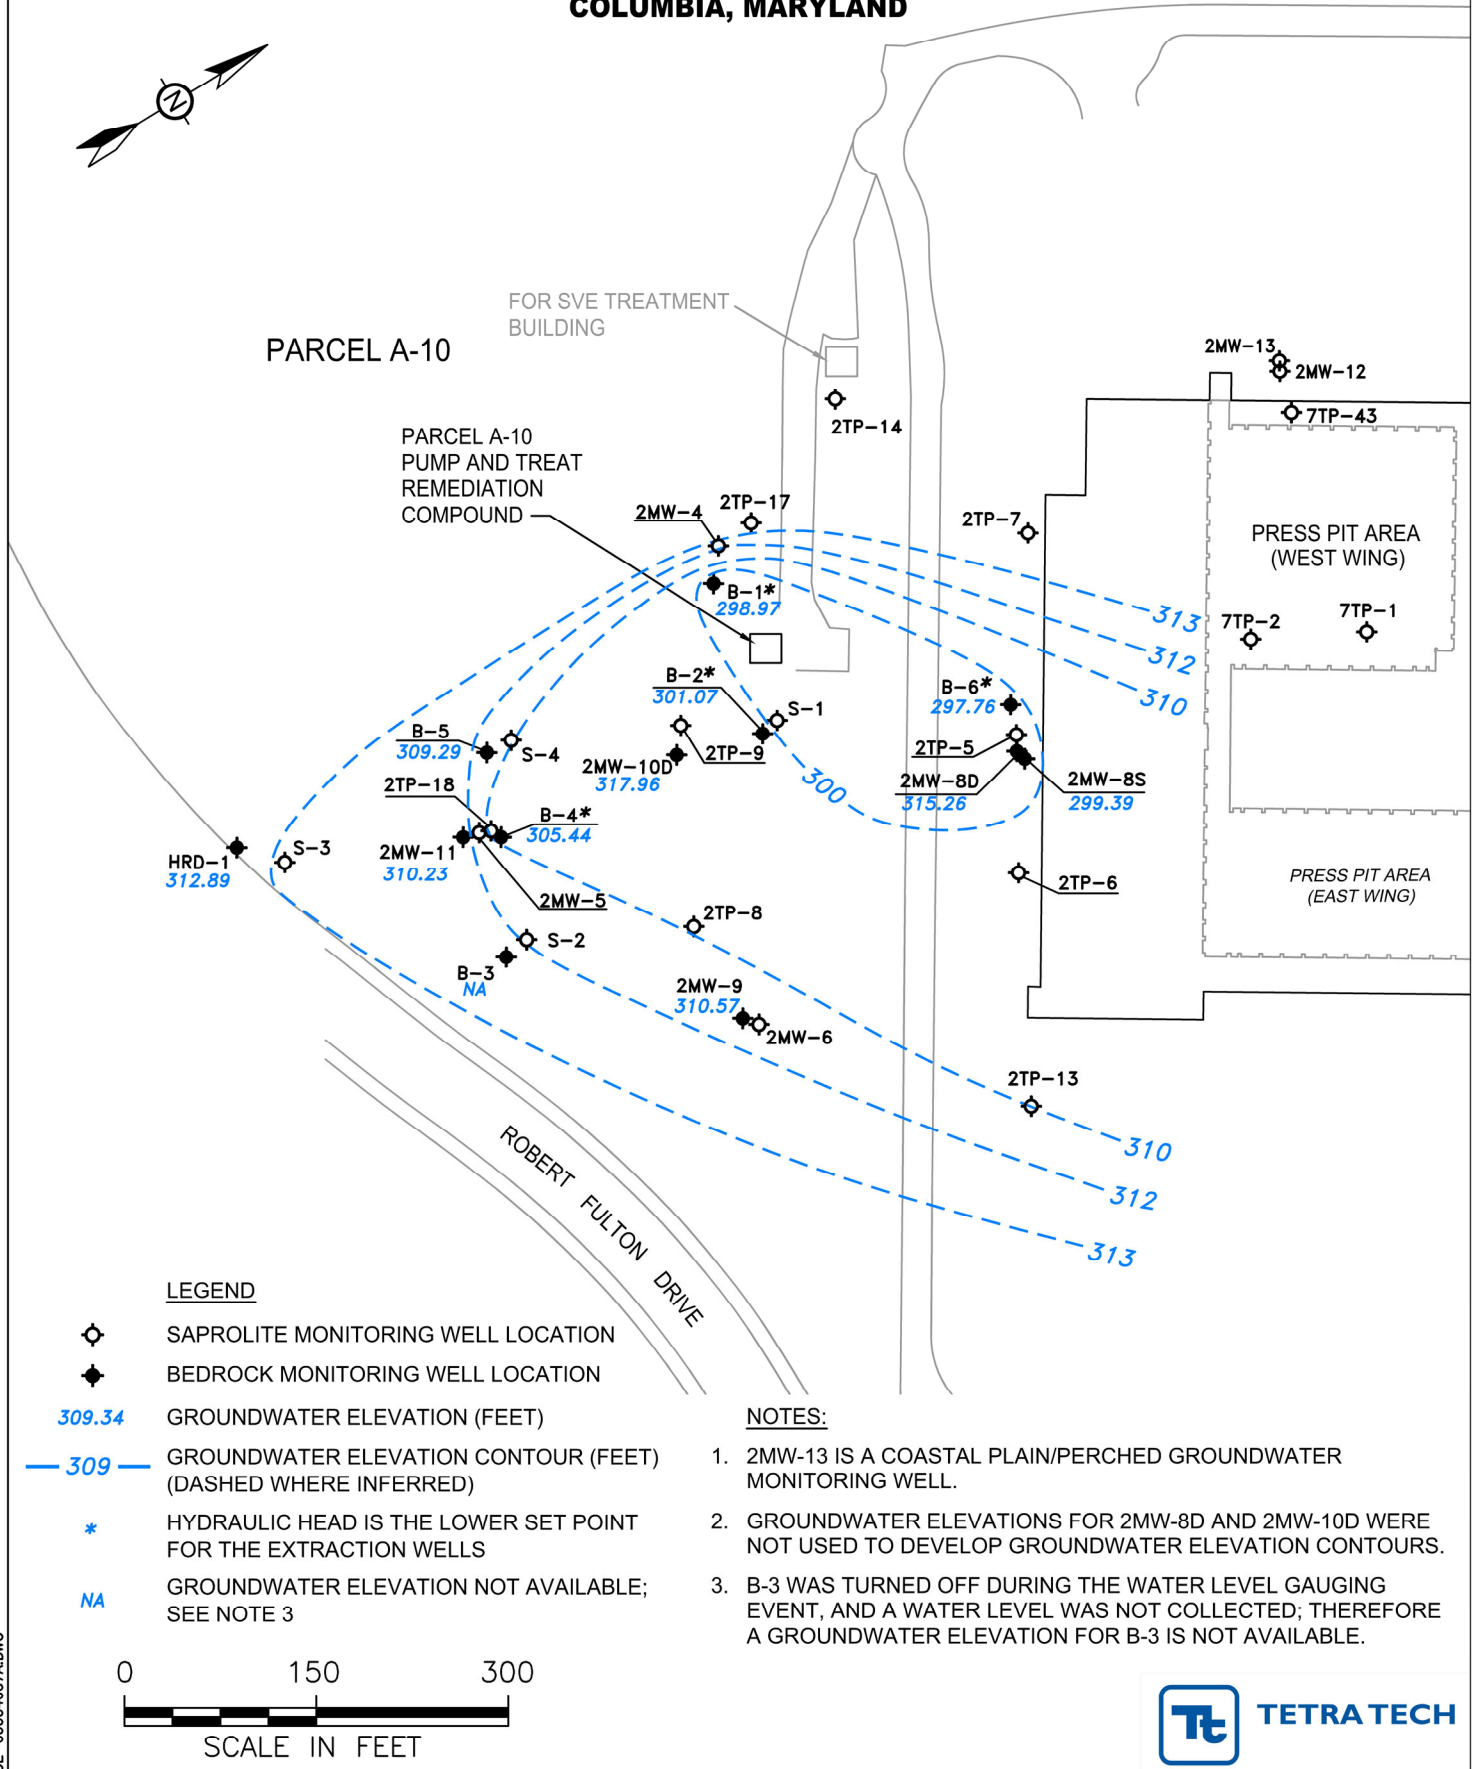 COLUMBIA, MARYLAND
N
FOR SVE TREATMENT
BUILDING
PARCEL A-10
2MW-13
2MW-12
7TP-43
2TP-14
PARCEL A-10
PUMP AND TREAT
REMEDIATION
COMPOUND
2MW-4
2TP-17
2TP-7
PRESS PIT AREA
(WEST WING)
B-1*
298.97
313
7TP-2
7TP-1
312
310
B-2*
301.07
S-1
B-6*
297.76
B-5
309.29
S-4
2TP-9
2TP-5
2MW-10D
317.96
300
2MW-8D
315.26
2MW-8S
299.39
2TP-18
B-4*
305.44
HRD-1
312.89
S-3
2MW-11
310.23
2MW-5
2TP-6
PRESS PIT AREA
(EAST WING)
2TP-8
S-2
B-3
NA
2MW-9
310.57
2MW-6
2TP-13
310
312
313
ROBERT FULTON DRIVE
LEGEND
SAPROLITE MONITORING WELL LOCATION
BEDROCK MONITORING WELL LOCATION
309.34 GROUNDWATER ELEVATION (FEET)
309 GROUNDWATER ELEVATION CONTOUR (FEET)
(DASHED WHERE INFERRED)
* HYDRAULIC HEAD IS THE LOWER SET POINT
FOR THE EXTRACTION WELLS
NA GROUNDWATER ELEVATION NOT AVAILABLE;
SEE NOTE 3
NOTES:
1. 2MW-13 IS A COASTAL PLAIN/PERCHED GROUNDWATER
MONITORING WELL.
2. GROUNDWATER ELEVATIONS FOR 2MW-8D AND 2MW-10D WERE
NOT USED TO DEVELOP GROUNDWATER ELEVATION CONTOURS.
3. B-3 WAS TURNED OFF DURING THE WATER LEVEL GAUGING
EVENT, AND A WATER LEVEL WAS NOT COLLECTED; THEREFORE
A GROUNDWATER ELEVATION FOR B-3 IS NOT AVAILABLE.
0 150 300
SCALE IN FEET
Tt TETRA TECH